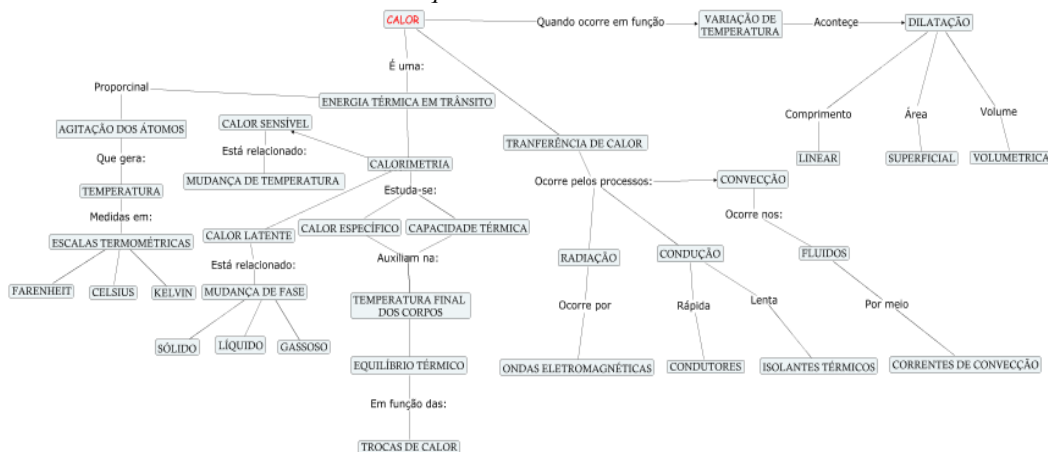 CALOR
Quando ocorre em função
VARIAÇÃO DE
TEMPERATURA
Aconteçe
DILATAÇÃO
É uma:
Proporcinal
ENERGIA TÉRMICA EM TRÂNSITO
Comprimento
Área
Volume
CALOR SENSÍVEL
AGITAÇÃO DOS ÁTOMOS
TRANFERÊNCIA DE CALOR
Está relacionado:
Que gera:
CALORIMETRIA
LINEAR
SUPERFICIAL
VOLUMETRICA
MUDANÇA DE TEMPERATURA
Ocorre pelos processos:
CONVECÇÃO
TEMPERATURA
Estuda-se:
Medidas em:
Ocorre nos:
CALOR LATENTE
CALOR ESPECÍFICO
CAPACIDADE TÉRMICA
ESCALAS TERMOMÉTRICAS
RADIAÇÃO
CONDUÇÃO
FLUIDOS
Está relacionado:
Auxiliam na:
FARENHEIT
CELSIUS
KELVIN
MUDANÇA DE FASE
TEMPERATURA FINAL
DOS CORPOS
Ocorre por
Rápida
Lenta
Por meio
SÓLIDO
LÍQUIDO
GASSOSO
EQUILÍBRIO TÉRMICO
ONDAS ELETROMAGNÉTICAS
CONDUTORES
ISOLANTES TÉRMICOS
CORRENTES DE CONVECÇÃO
Em função das:
TROCAS DE CALOR